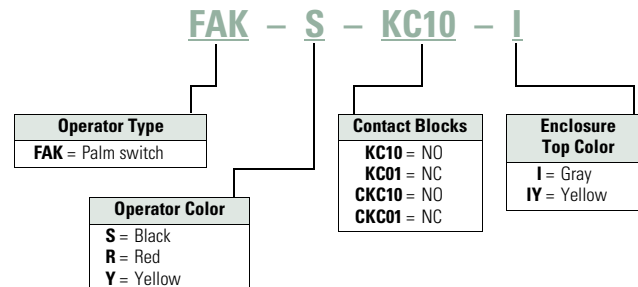 FAK – S – KC10 – I
Operator Type
FAK = Palm switch
Operator Color
S = Black
R = Red
Y = Yellow
Contact Blocks
KC10 = NO
KC01 = NC
CKC10 = NO
CKC01 = NC
Enclosure
Top Color
I = Gray
IY = Yellow